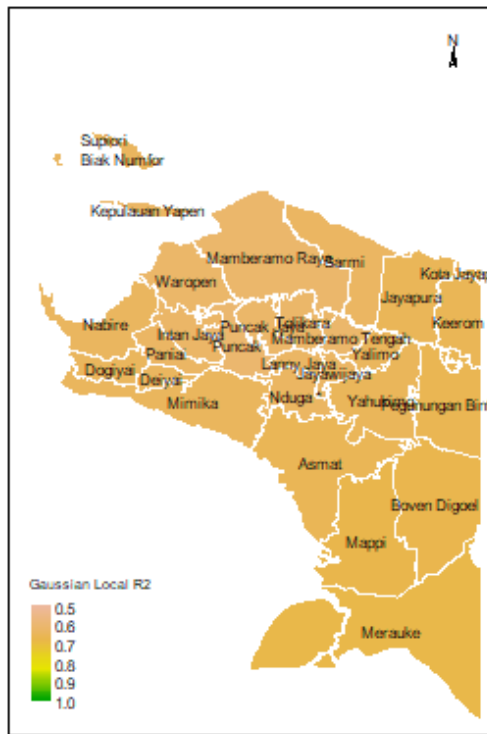 N
Supiori
Biak Numfor
Kepulauan Yapen
Mamberamo Raya
Sarmi
Waropen
Kota Jayap
Jayapura
Keerom
Nabire
Intan Jaya
Puncak Jaya
Tolikara
Mamberamo Tengah
Puncak
Paniai
Yalimo
Dogiyai
Deiyai
Lanny Jaya
Jayawijaya
Mimika
Nduga
Yahukimo
Pegunungan Bin
Asmat
Boven Digoel
Mappi
Merauke
Gaussian Local R2
0.5
0.6
0.7
0.8
0.9
1.0